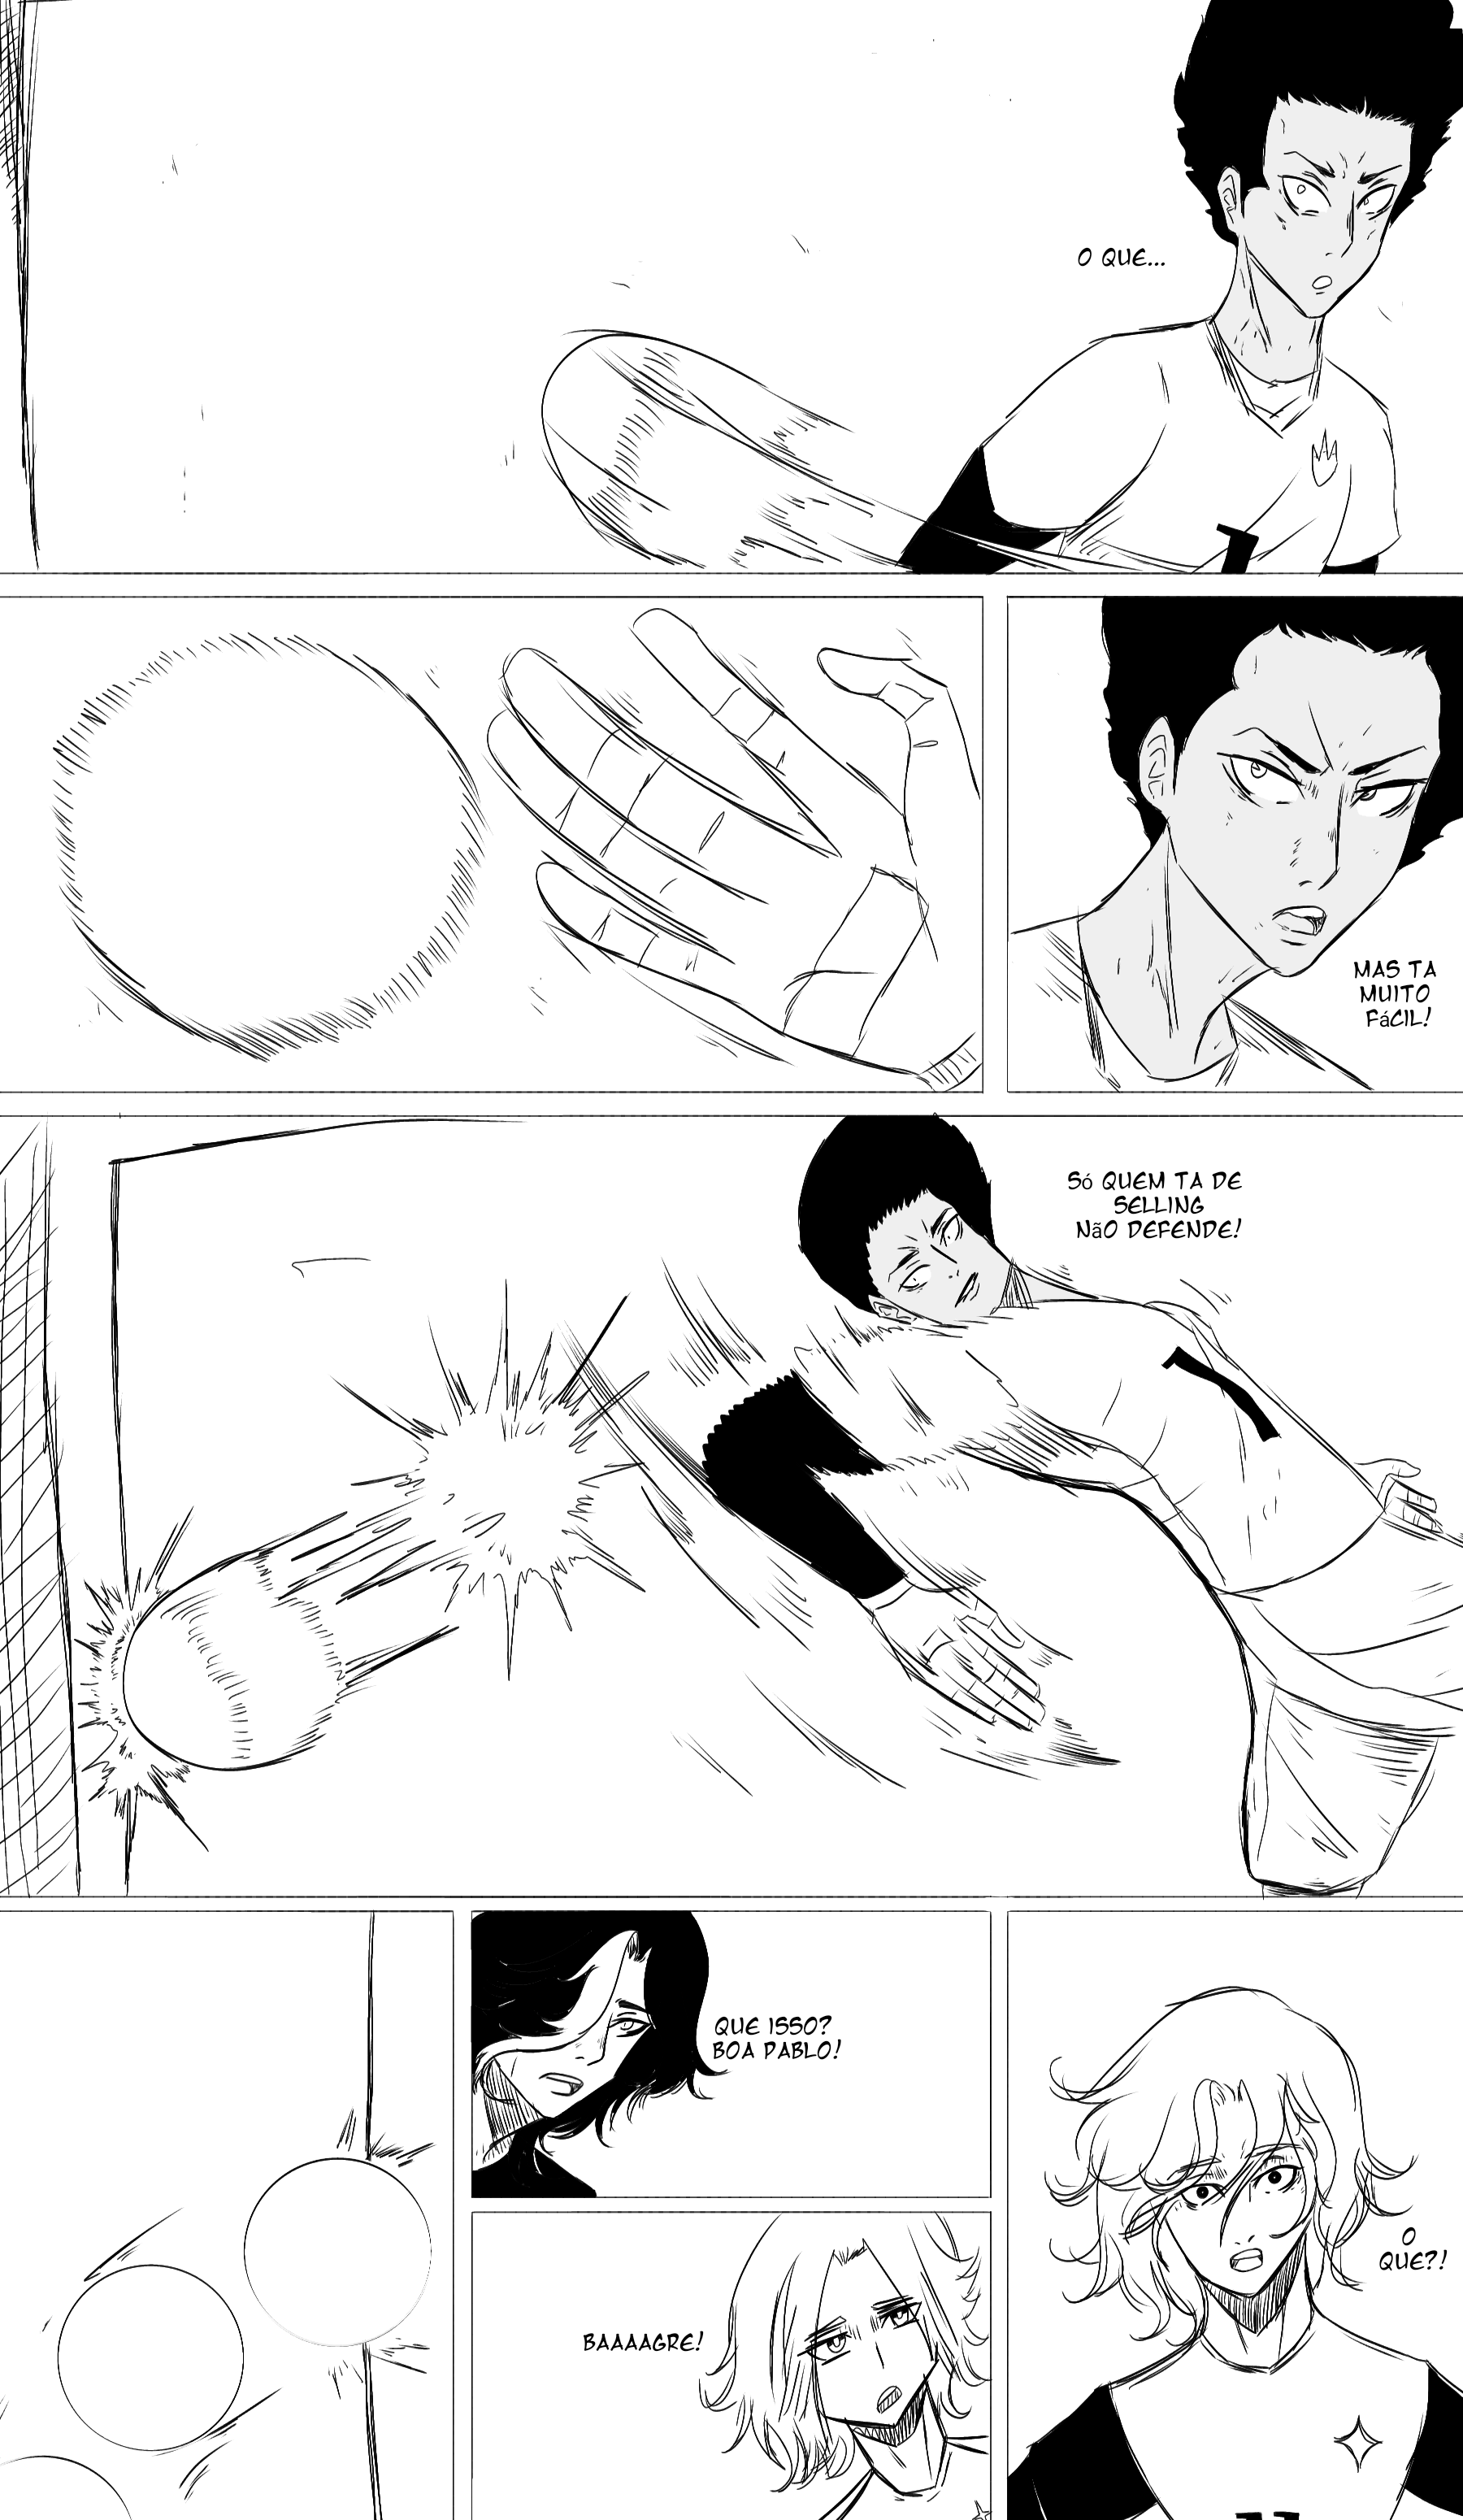 O QUE...
MAS TA
MUITO
FáCIL!
Só QUEM TA DE
SELLING
NãO DEFENDE!
QUE ISSO?
BOA PABLO!
BAAAAGRE!
O
QUE?!